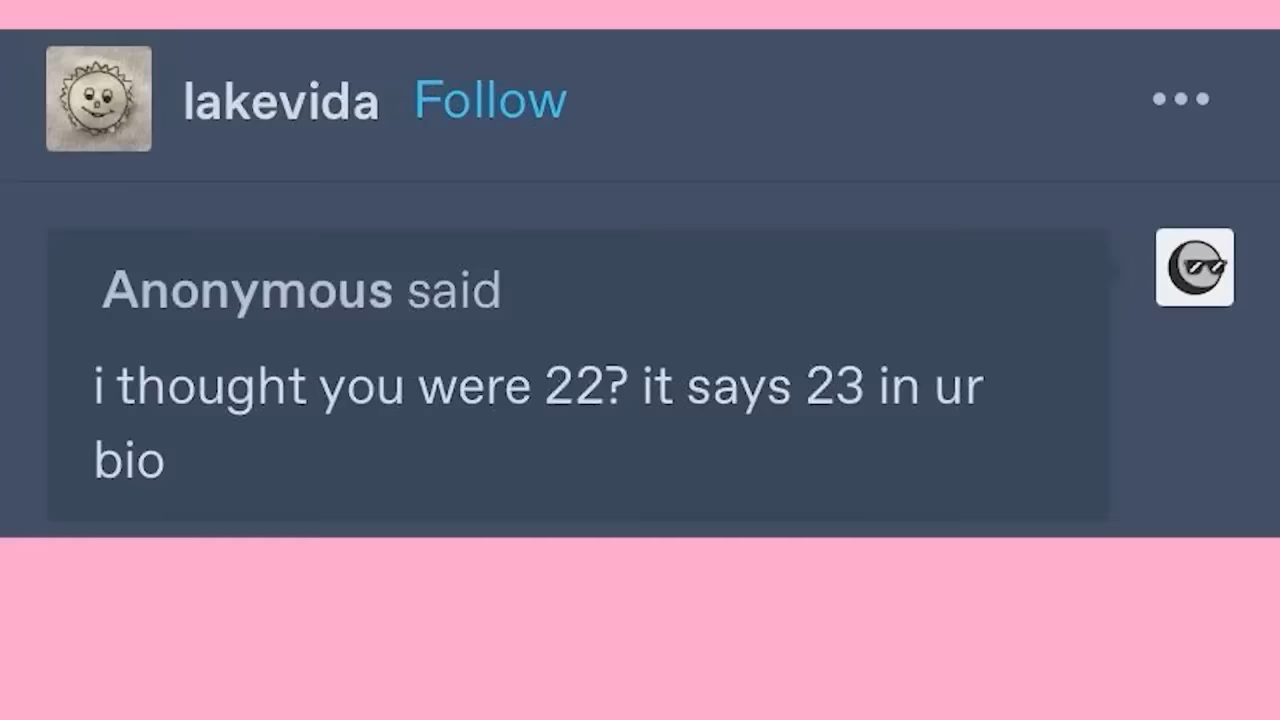 lakevida Follow
Anonymous said
i thought you were 22? it says 23 in ur
bio